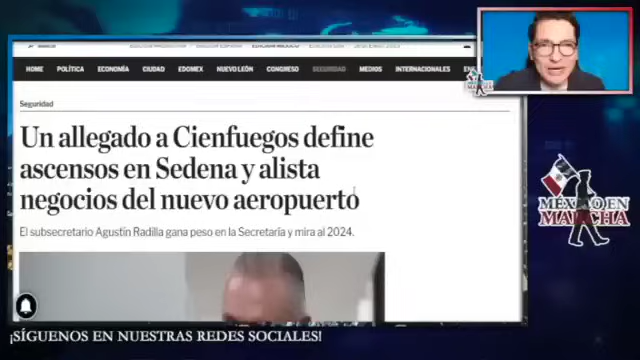 HOME POLÍTICA ECONOMÍA CIUDAD EDOMEX NUEVO LEÓN CONGRESO SEGURIDAD MEDIOS INTERNACIONALES
Seguridad
Un allegado a Cienfuegos define
ascensos en Sedena y alista
negocios del nuevo aeropuerto
El subsecretario Agustín Radilla gana peso en la Secretaría y mira al 2024.
MÉXICO EN
MARCHA
¡SÍGUENOS EN NUESTRAS REDES SOCIALES!